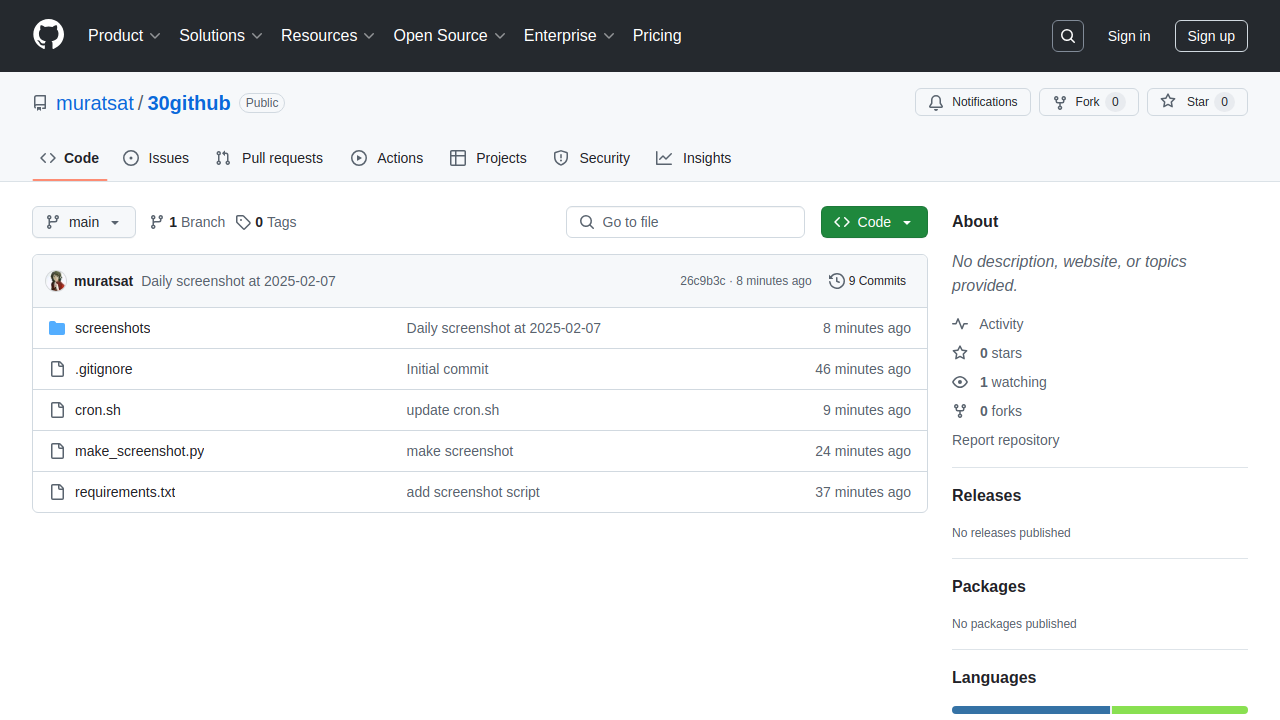 Product Solutions Resources Open Source Enterprise Pricing Sign in Sign up
muratsat / 30github Public Notifications Fork 0 Star 0
Code Issues Pull requests Actions Projects Security Insights
main 1 Branch 0 Tags Go to file Code
muratsat Daily screenshot at 2025-02-07 26c9b3c · 8 minutes ago 9 Commits
screenshots Daily screenshot at 2025-02-07 8 minutes ago
.gitignore Initial commit 46 minutes ago
cron.sh update cron.sh 9 minutes ago
make_screenshot.py make screenshot 24 minutes ago
requirements.txt add screenshot script 37 minutes ago
About
No description, website, or topics
provided.
Activity
0 stars
1 watching
0 forks
Report repository
Releases
No releases published
Packages
No packages published
Languages